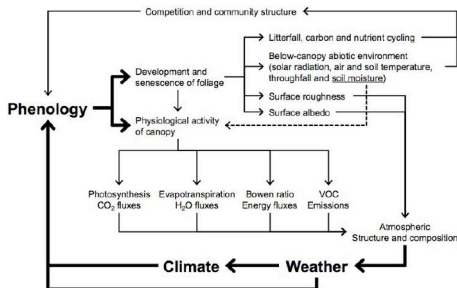 Competition and community structure
Litterfall, carbon and nutrient cycling
Below-canopy abiotic environment
(solar radiation, air and soil temperature,
throughfall and soil moisture)
Development and
senescence of foliage
Surface roughness
Phenology
Surface albedo
Physiological activity
of canopy
Photosynthesis
CO₂ fluxes
Evapotranspiration
H₂O fluxes
Bowen ratio
Energy fluxes
VOC
Emissions
Atmospheric
Structure and composition
Climate
Weather